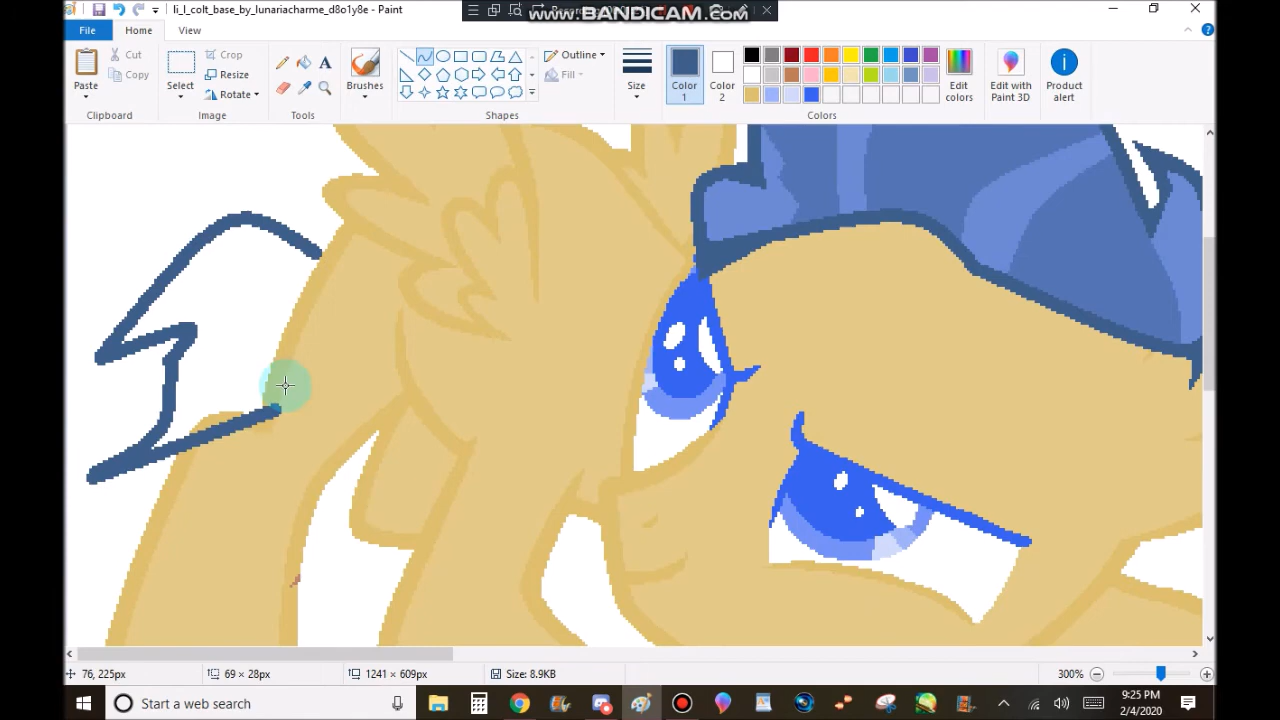 li_l_colt_base_by_lunariacharme_d8o1y8e - Paint
www.BANDICAM.com
File
Home
View
Cut
Copy
Paste
Clipboard
Select
Crop
Resize
Rotate
Image
Tools
Brushes
Shapes
Outline
Fill
Size
Color 1
Color 2
Edit colors
Colors
Edit with Paint 3D
Product alert
76, 225px
69 × 28px
1241 × 609px
Size: 8.9KB
300%
Start a web search
9:25 PM
2/4/2020